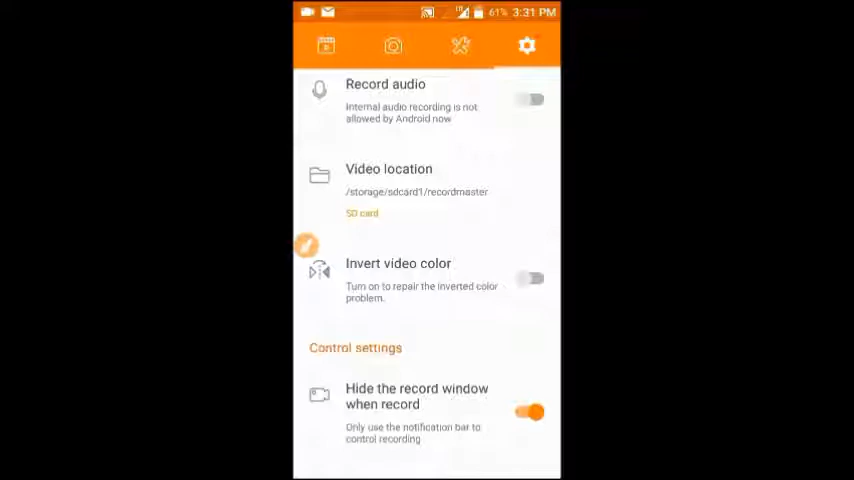 61% 3:31 PM
Record audio
Internal audio recording is not
allowed by Android now
Video location
/storage/sdcard1/recordmaster
SD card
Invert video color
Turn on to repair the inverted color
problem.
Control settings
Hide the record window
when record
Only use the notification bar to
control recording